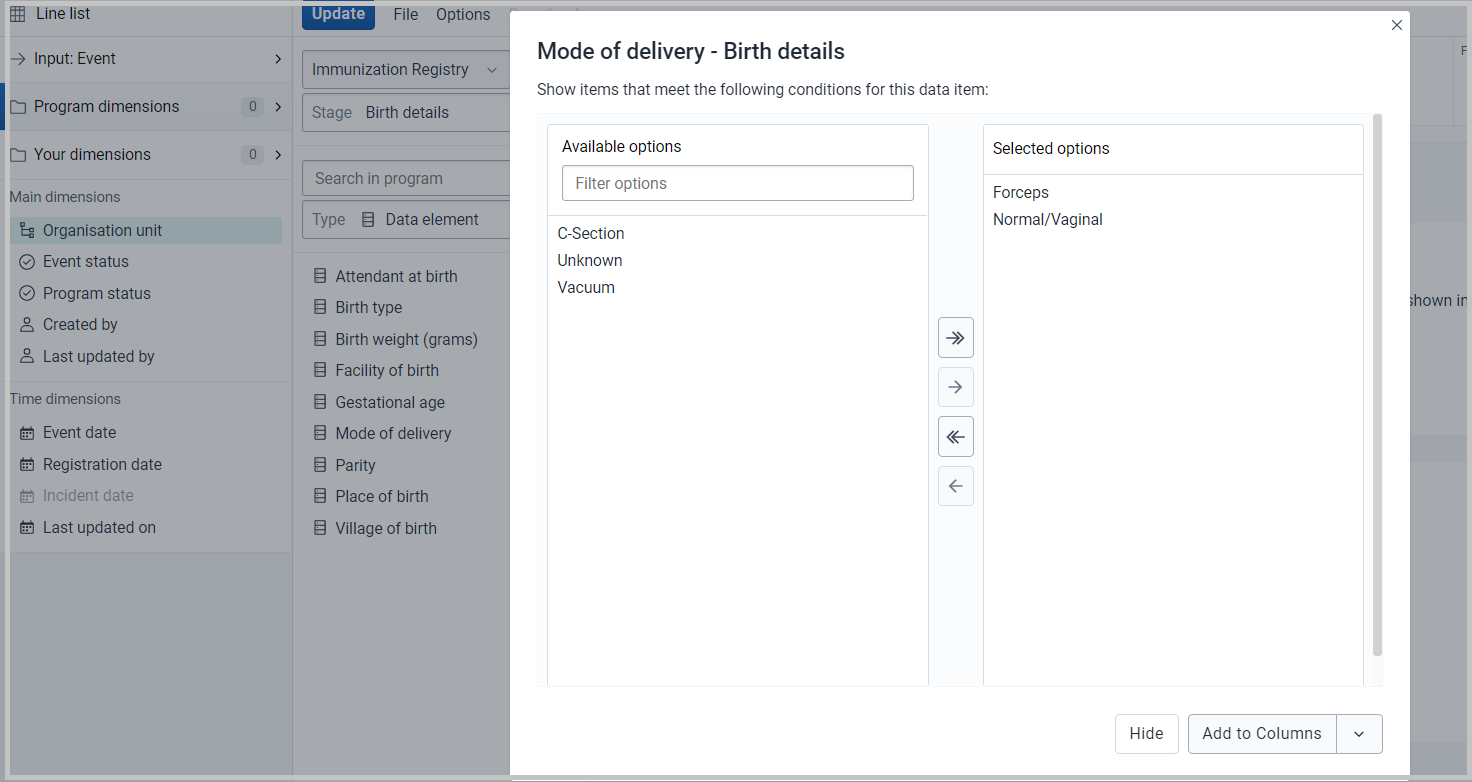 Line list
Update File Options
Input: Event
Program dimensions 0
Your dimensions 0
Main dimensions
Organisation unit
Event status
Program status
Created by
Last updated by
Time dimensions
Event date
Registration date
Incident date
Last updated on
Immunization Registry
Stage Birth details
Search in program
Type Data element
Attendant at birth
Birth type
Birth weight (grams)
Facility of birth
Gestational age
Mode of delivery
Parity
Place of birth
Village of birth
Mode of delivery - Birth details
Show items that meet the following conditions for this data item:
Available options
Filter options
C-Section
Unknown
Vacuum
Selected options
Forceps
Normal/Vaginal
Hide Add to Columns
shown in